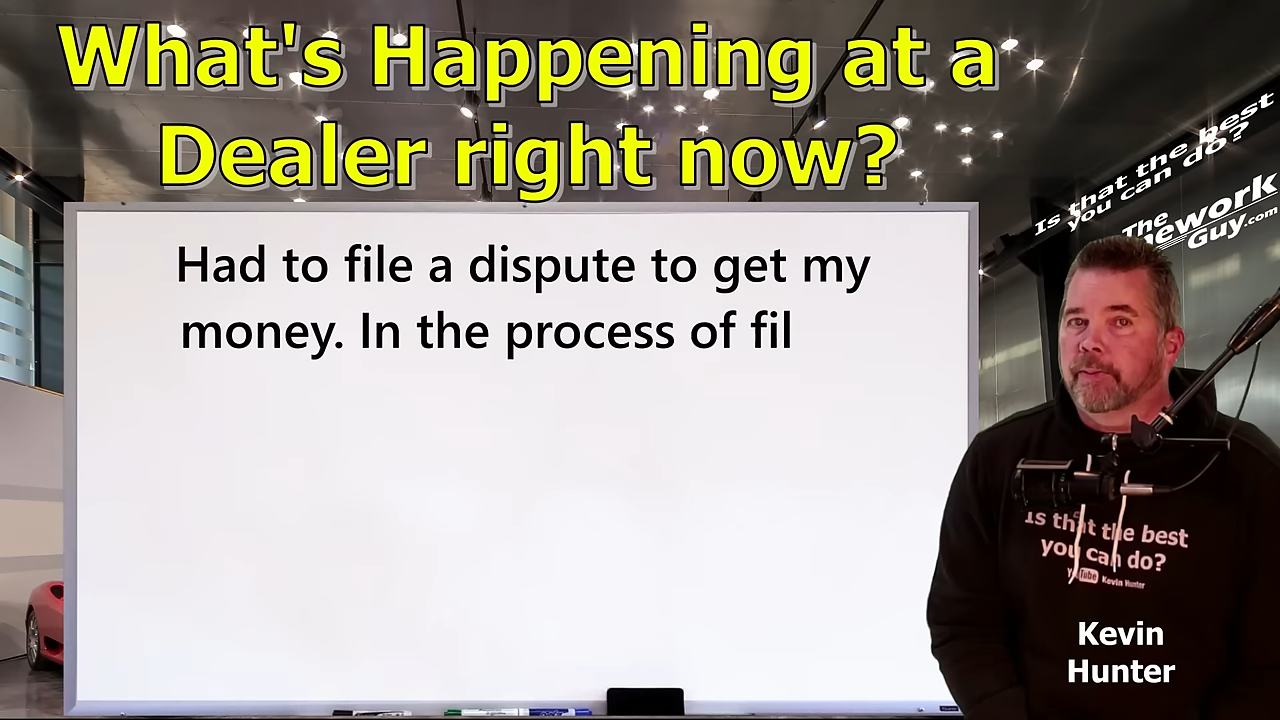 What's Happening at a
Dealer right now?
Had to file a dispute to get my
money. In the process of fil
Is that the best
you can do?
The
ework
Guy.com
Is that the best
you can do?
YouTube Kevin Hunter
Kevin
Hunter